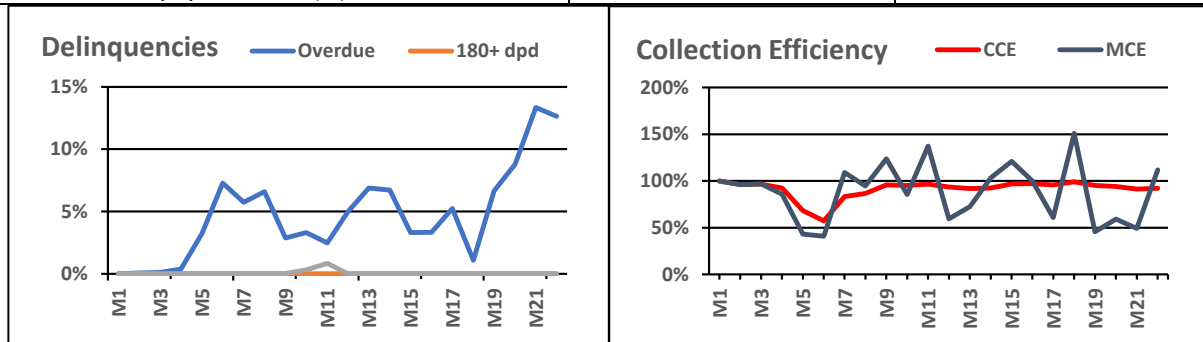 Delinquencies Overdue 180+ dpd
15%
10%
5%
0%
M1 M3 M5 M7 M9 M11 M13 M15 M17 M19 M21
Collection Efficiency CCE MCE
200%
150%
100%
50%
0%
M1 M3 M5 M7 M9 M11 M13 M15 M17 M19 M21